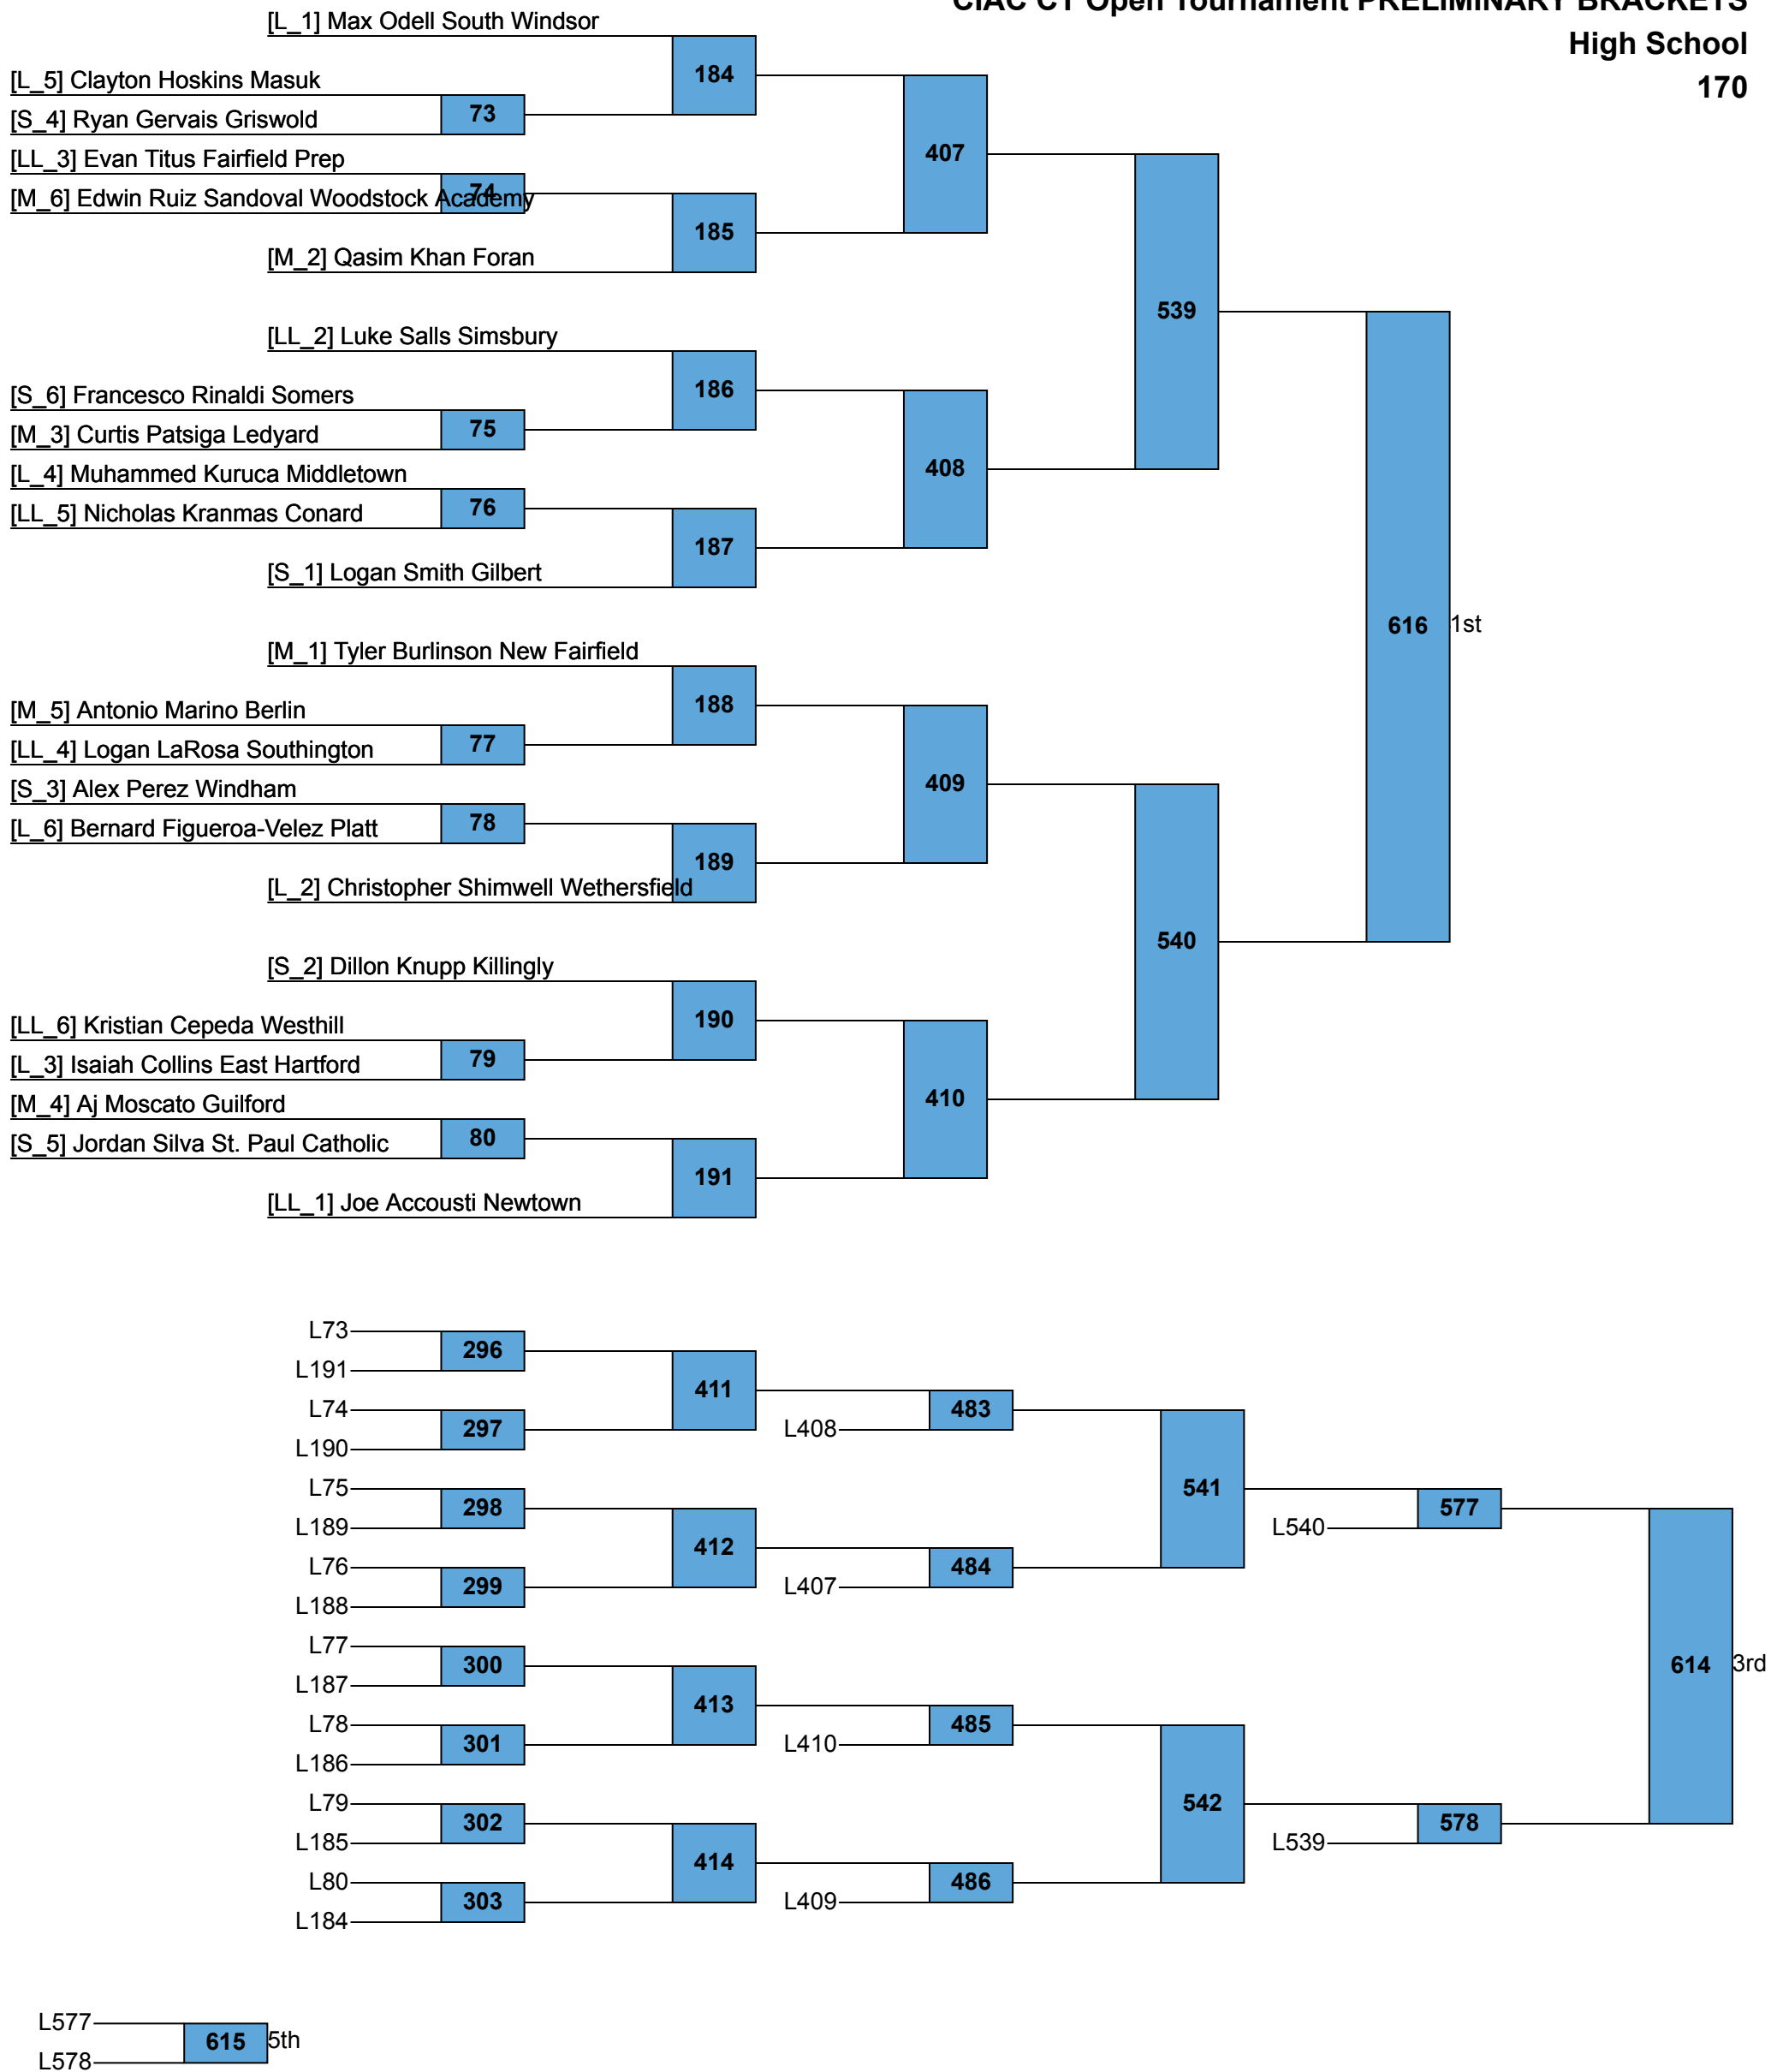 CIAC CT Open Tournament PRELIMINARY BRACKETS
High School
170
[L_1] Max Odell South Windsor
184
[L_5] Clayton Hoskins Masuk
73
[S_4] Ryan Gervais Griswold
407
[LL_3] Evan Titus Fairfield Prep
74
[M_6] Edwin Ruiz Sandoval Woodstock Academy
185
[M_2] Qasim Khan Foran
539
[LL_2] Luke Salls Simsbury
186
[S_6] Francesco Rinaldi Somers
75
[M_3] Curtis Patsiga Ledyard
408
[L_4] Muhammed Kuruca Middletown
76
[LL_5] Nicholas Kranmas Conard
187
[S_1] Logan Smith Gilbert
616 1st
[M_1] Tyler Burlinson New Fairfield
188
[M_5] Antonio Marino Berlin
77
[LL_4] Logan LaRosa Southington
409
[S_3] Alex Perez Windham
78
[L_6] Bernard Figueroa-Velez Platt
189
[L_2] Christopher Shimwell Wethersfield
540
[S_2] Dillon Knupp Killingly
190
[LL_6] Kristian Cepeda Westhill
79
[L_3] Isaiah Collins East Hartford
410
[M_4] Aj Moscato Guilford
80
[S_5] Jordan Silva St. Paul Catholic
191
[LL_1] Joe Accousti Newtown
L73
296
L191
411
L74
483
297
L408
L190
L75
541
298
577
L189
L540
412
L76
484
299
L407
L188
L77
300
614 3rd
L187
413
L78
485
301
L410
L186
L79
542
302
578
L185
L539
414
L80
486
303
L409
L184
L577
615 5th
L578